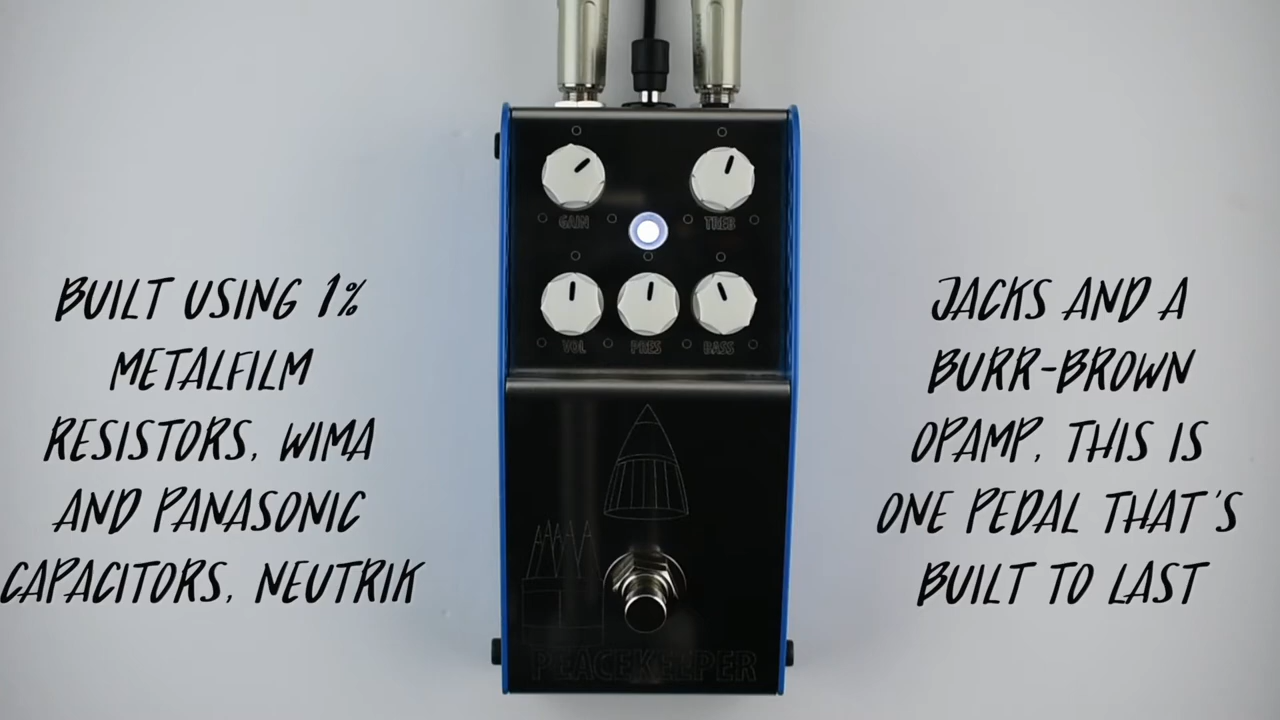 BUILT USING 1%
METALFILM
RESISTORS, WIMA
AND PANASONIC
CAPACITORS, NEUTRIK
GAIN
TREB
VOL
PRES
BASS
PEACEKEEPER
JACKS AND A
BURR-BROWN
OPAMP, THIS IS
ONE PEDAL THAT'S
BUILT TO LAST